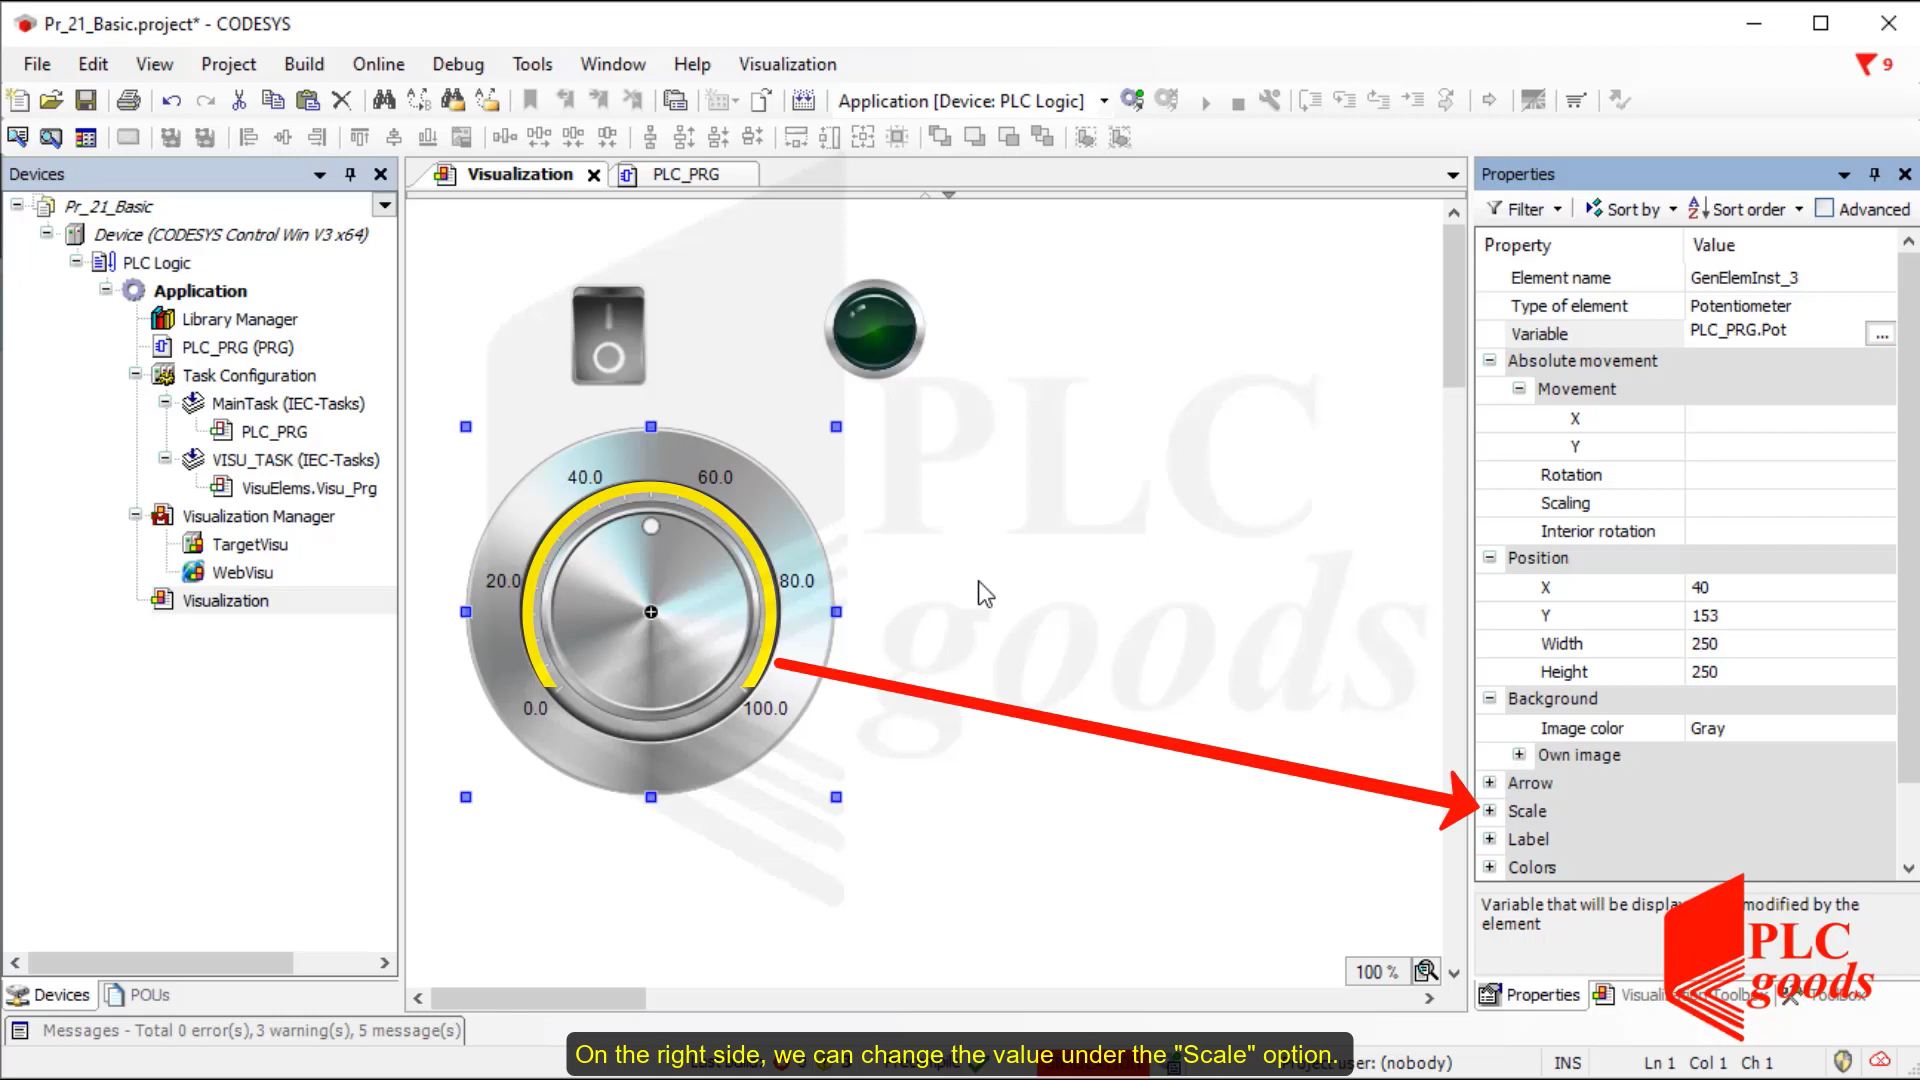 Pr_21_Basic.project* - CODESYS
File Edit View Project Build Online Debug Tools Window Help Visualization
9
Application [Device: PLC Logic]
Devices
Pr_21_Basic
Device (CODESYS Control Win V3 x64)
PLC Logic
Application
Library Manager
PLC_PRG (PRG)
Task Configuration
MainTask (IEC-Tasks)
PLC_PRG
VISU_TASK (IEC-Tasks)
VisuElems.Visu_Prg
Visualization Manager
TargetVisu
WebVisu
Visualization
Devices POUs
Visualization PLC_PRG
40.0 60.0
20.0 80.0
0.0 100.0
PLC
goods
100 %
Properties
Filter Sort by Sort order Advanced
Property Value
Element name GenElemInst_3
Type of element Potentiometer
Variable PLC_PRG.Pot ...
Absolute movement
Movement
X
Y
Rotation
Scaling
Interior rotation
Position
X 40
Y 153
Width 250
Height 250
Background
Image color Gray
Own image
Arrow
Scale
Label
Colors
Variable that will be modified by the
element
PLC
goods
Properties
Messages - Total 0 error(s), 3 warning(s), 5 message(s)
On the right side, we can change the value under the "Scale" option.
user: (nobody) INS Ln 1 Col 1 Ch 1